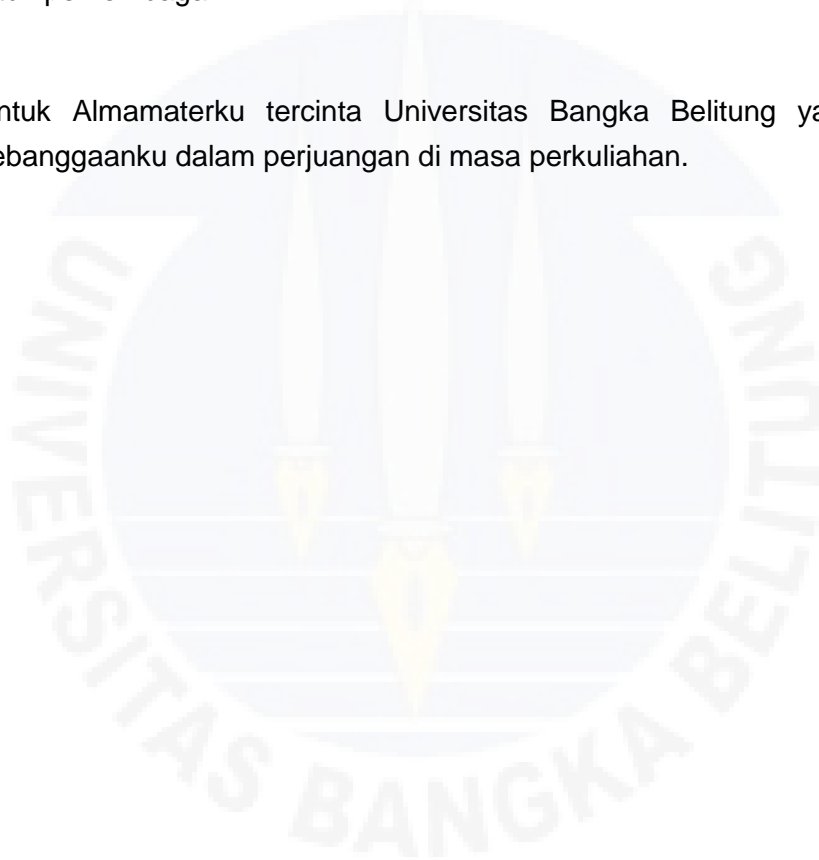 ntuk Almamaterku tercinta Universitas Bangka Belitung ya
ebanggaanku dalam perjuangan di masa perkuliahan.
UNIVERSITAS BANGKA BELITUNG